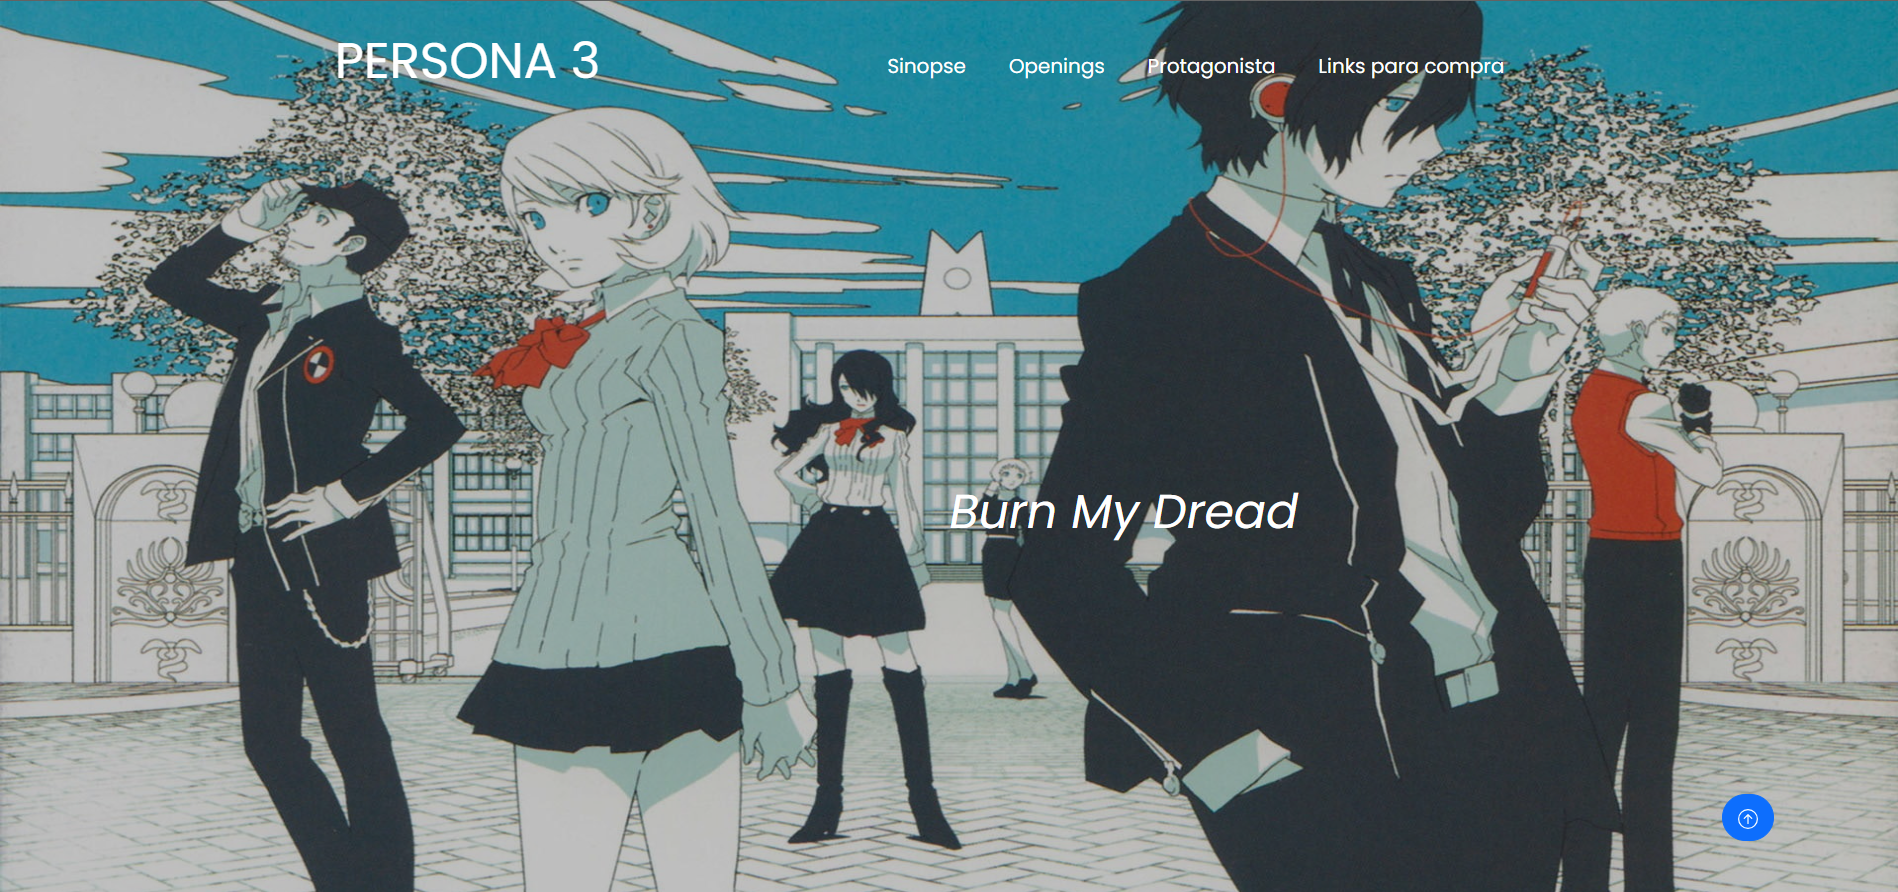 PERSONA 3
Sinopse
Openings
Protagonista
Links para compra
Burn My Dread